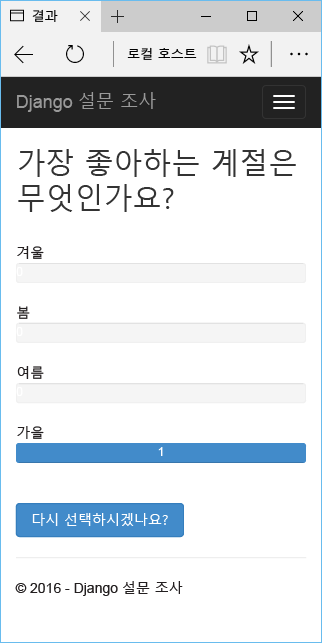 결과
로컬 호스트
Django 설문 조사
가장 좋아하는 계절은
무엇인가요?
겨울
0
봄
0
여름
0
가을
1
다시 선택하시겠나요?
© 2016 - Django 설문 조사